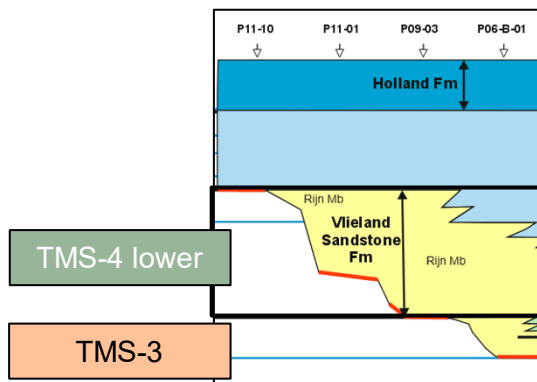 P11-10 P11-01 P09-03 P06-B-01
Holland Fm
Rijn Mb
Vlieland
Sandstone
Fm
Rijn Mb
TMS-4 lower
TMS-3